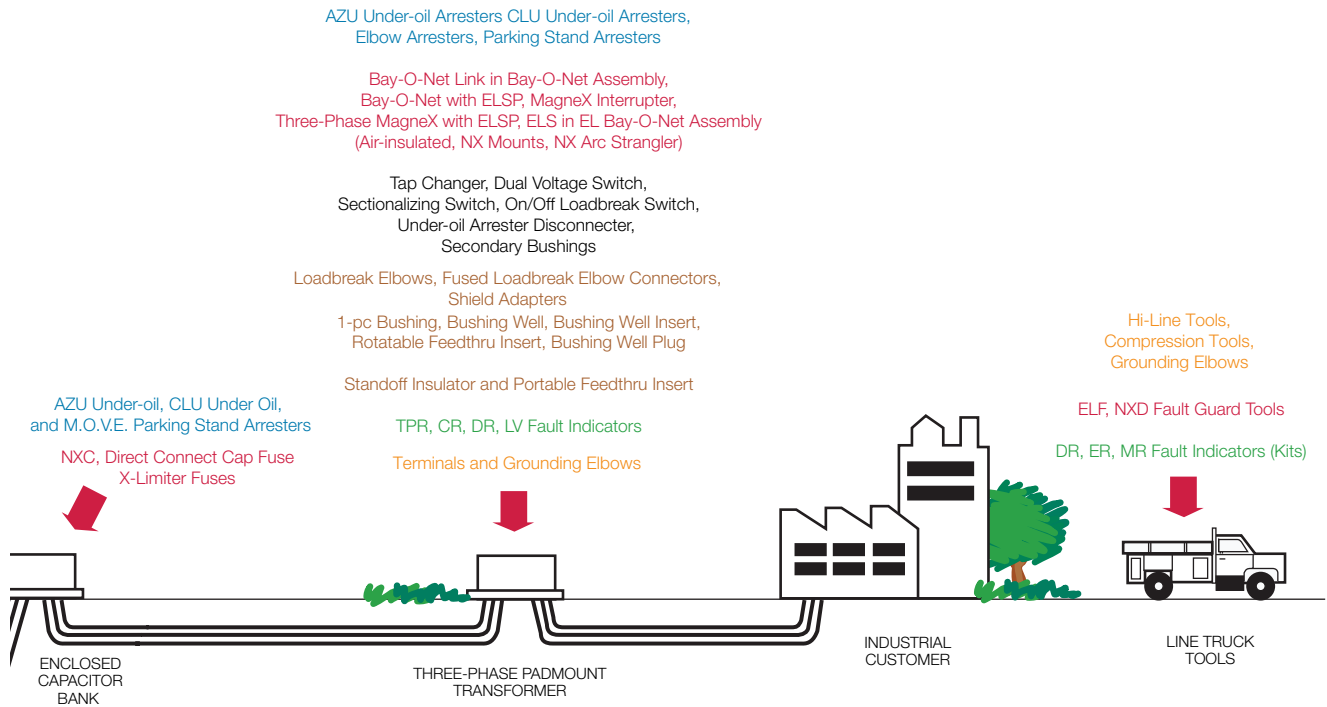 AZU Under-oil Arresters CLU Under-oil Arresters,
Elbow Arresters, Parking Stand Arresters
Bay-O-Net Link in Bay-O-Net Assembly,
Bay-O-Net with ELSP, MagneX Interrupter,
Three-Phase MagneX with ELSP, ELS in EL Bay-O-Net Assembly
(Air-insulated, NX Mounts, NX Arc Strangler)
Tap Changer, Dual Voltage Switch,
Sectionalizing Switch, On/Off Loadbreak Switch,
Under-oil Arrester Disconnecter,
Secondary Bushings
Loadbreak Elbows, Fused Loadbreak Elbow Connectors,
Shield Adapters
1-pc Bushing, Bushing Well, Bushing Well Insert,
Rotatable Feedthru Insert, Bushing Well Plug
Standoff Insulator and Portable Feedthru Insert
TPR, CR, DR, LV Fault Indicators
Terminals and Grounding Elbows
AZU Under-oil, CLU Under Oil,
and M.O.V.E. Parking Stand Arresters
NXC, Direct Connect Cap Fuse
X-Limiter Fuses
Hi-Line Tools,
Compression Tools,
Grounding Elbows
ELF, NXD Fault Guard Tools
DR, ER, MR Fault Indicators (Kits)
ENCLOSED
CAPACITOR
BANK
THREE-PHASE PADMOUNT
TRANSFORMER
INDUSTRIAL
CUSTOMER
LINE TRUCK
TOOLS